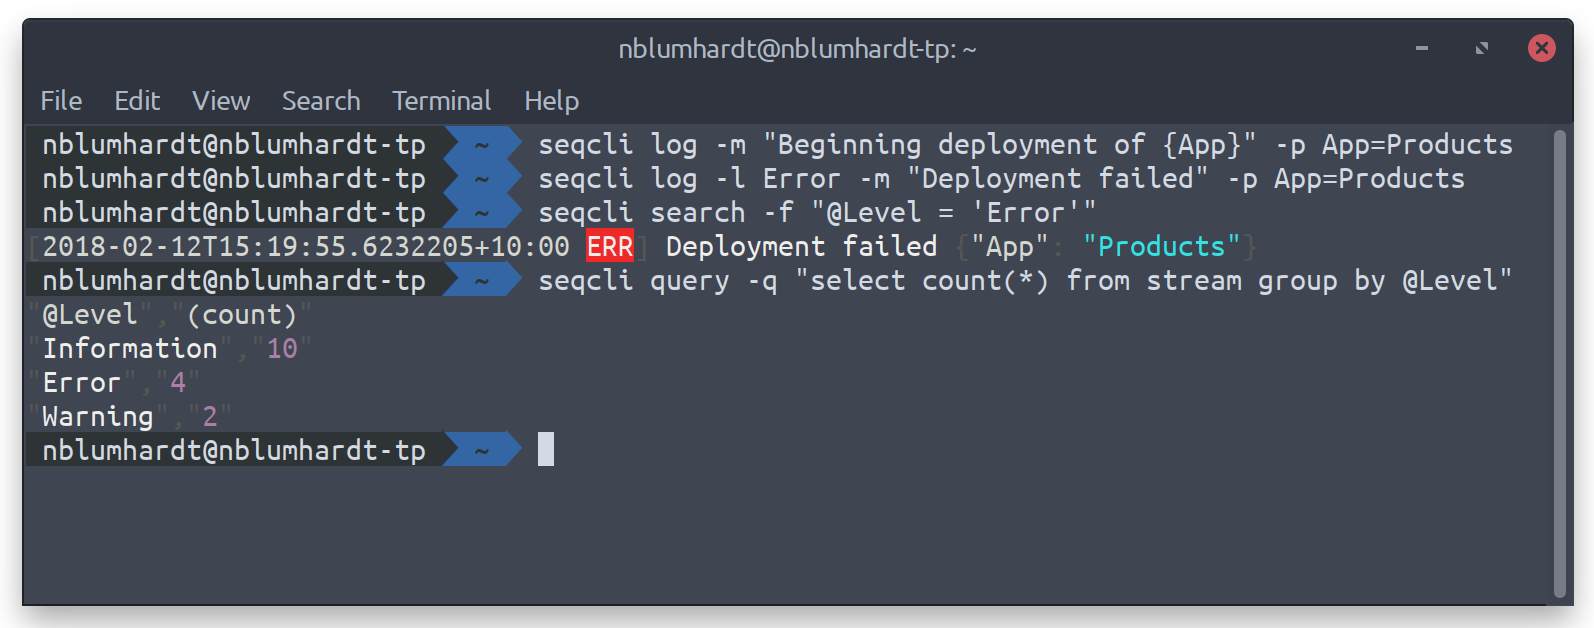 nblumhardt@nblumhardt-tp: ~
File Edit View Search Terminal Help
nblumhardt@nblumhardt-tp ~ seqcli log -m "Beginning deployment of {App}" -p App=Products
nblumhardt@nblumhardt-tp ~ seqcli log -l Error -m "Deployment failed" -p App=Products
nblumhardt@nblumhardt-tp ~ seqcli search -f "@Level = 'Error'"
[2018-02-12T15:19:55.6232205+10:00 ERR] Deployment failed {"App": "Products"}
nblumhardt@nblumhardt-tp ~ seqcli query -q "select count(*) from stream group by @Level"
"@Level","(count)"
"Information","10"
"Error","4"
"Warning","2"
nblumhardt@nblumhardt-tp ~